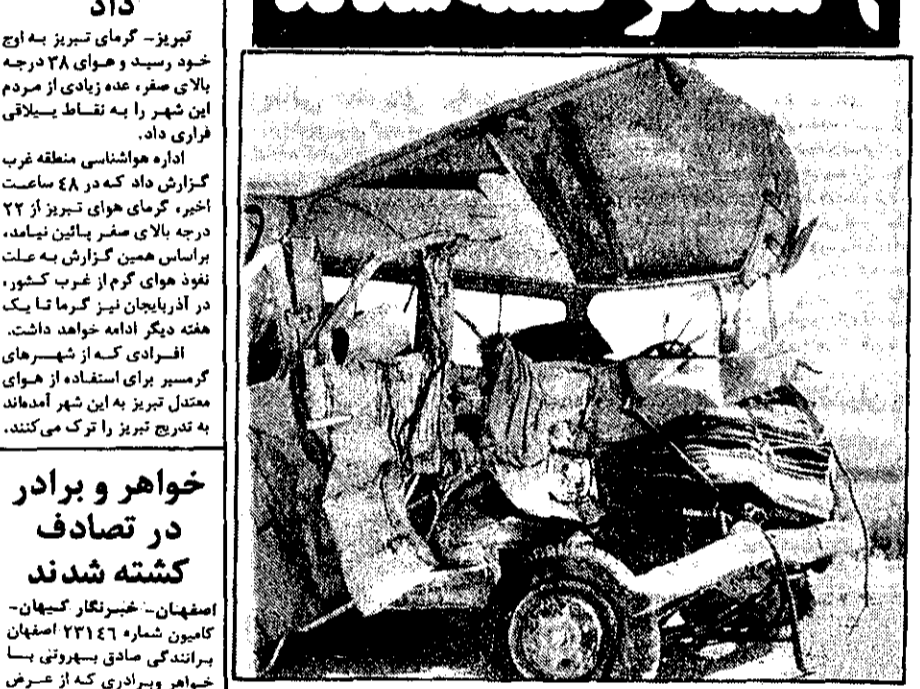 داد
تبریز- گرمای تبریز به اوج
خود رسید و هوای ۳۸ درجه
بالای صفر، عده زیادی از مردم
این شهر را به نقاط ییلاقی
فراری داد.
اداره هواشناسی منطقه غرب
گزارش داد که در ۴۸ ساعت
اخیر، گرمای هوای تبریز از ۲۲
درجه بالای صفر پائین نیامد،
براساس همین گزارش به علت
نفوذ هوای گرم از غرب کشور،
در آذربایجان نیز گرما تا یک
هفته دیگر ادامه خواهد داشت.
افرادی که از شهرهای
گرمسیر برای استفاده از هوای
معتدل تبریز به این شهر آمده‌اند
به تدریج تبریز را ترک می‌کنند.
خواهر و برادر
در تصادف
کشته شدند
اصفهان- خبرنگار کیهان-
کامیون شماره ۲۳۱٤٦ اصفهان
برانندگی صادق بهروتی با
خواهر وبرادری که از عرض